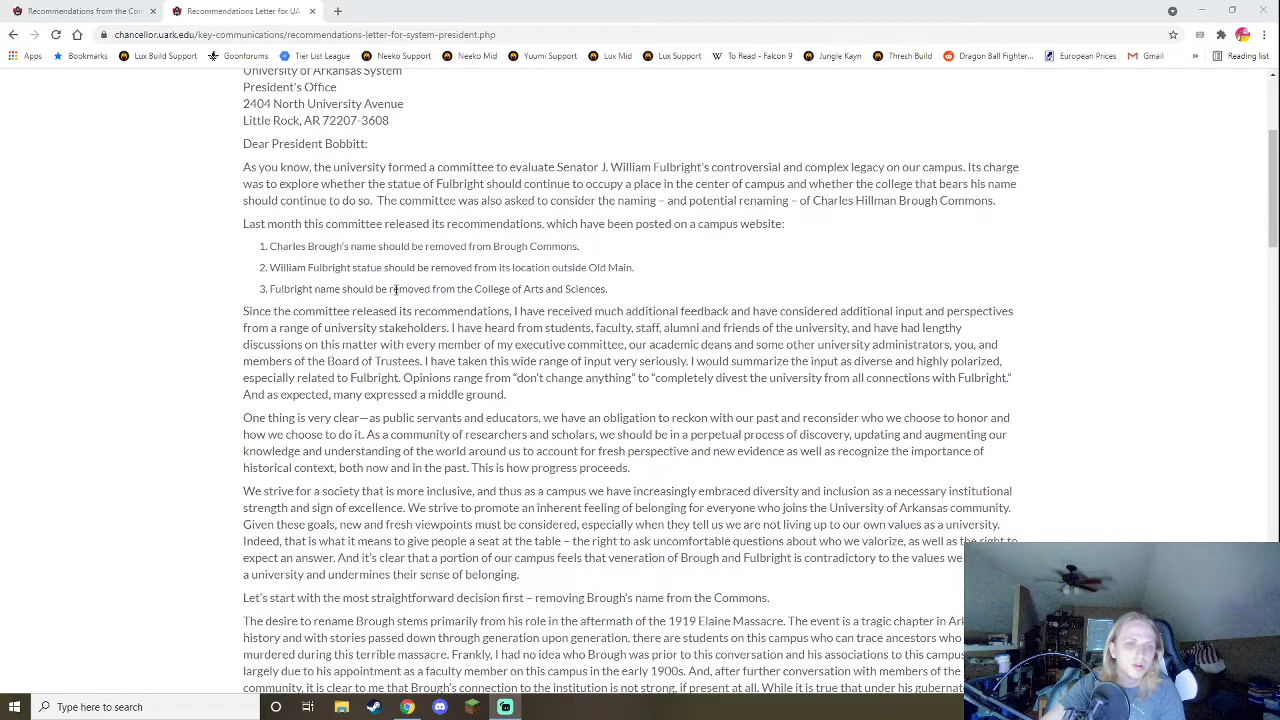 Recommendations from the Com
Recommendations Letter for UA
chancellor.uark.edu/key-communications/recommendations-letter-for-system-president.php
Apps
Bookmarks
Lux Build Support
Goonforums
Tier List League
Neeko Support
Neeko Mid
Yuumi Support
Lux Mid
Lux Support
To Read - Falcon 9
Jungle Kayn
Thresh Build
Dragon Ball Fighter...
European Prices
Gmail
»
Reading list
University of Arkansas System
President's Office
2404 North University Avenue
Little Rock, AR 72207-3608
Dear President Bobbitt:
As you know, the university formed a committee to evaluate Senator J. William Fulbright's controversial and complex legacy on our campus. Its charge
was to explore whether the statue of Fulbright should continue to occupy a place in the center of campus and whether the college that bears his name
should continue to do so. The committee was also asked to consider the naming – and potential renaming – of Charles Hillman Brough Commons.
Last month this committee released its recommendations, which have been posted on a campus website:
1. Charles Brough's name should be removed from Brough Commons.
2. William Fulbright statue should be removed from its location outside Old Main.
3. Fulbright name should be removed from the College of Arts and Sciences.
Since the committee released its recommendations, I have received much additional feedback and have considered additional input and perspectives
from a range of university stakeholders. I have heard from students, faculty, staff, alumni and friends of the university, and have had lengthy
discussions on this matter with every member of my executive committee, our academic deans and some other university administrators, you, and
members of the Board of Trustees. I have taken this wide range of input very seriously. I would summarize the input as diverse and highly polarized,
especially related to Fulbright. Opinions range from "don't change anything" to "completely divest the university from all connections with Fulbright."
And as expected, many expressed a middle ground.
One thing is very clear—as public servants and educators, we have an obligation to reckon with our past and reconsider who we choose to honor and
how we choose to do it. As a community of researchers and scholars, we should be in a perpetual process of discovery, updating and augmenting our
knowledge and understanding of the world around us to account for fresh perspective and new evidence as well as recognize the importance of
historical context, both now and in the past. This is how progress proceeds.
We strive for a society that is more inclusive, and thus as a campus we have increasingly embraced diversity and inclusion as a necessary institutional
strength and sign of excellence. We strive to promote an inherent feeling of belonging for everyone who joins the University of Arkansas community.
Given these goals, new and fresh viewpoints must be considered, especially when they tell us we are not living up to our own values as a university.
Indeed, that is what it means to give people a seat at the table – the right to ask uncomfortable questions about who we valorize, as well as the right to
expect an answer. And it's clear that a portion of our campus feels that veneration of Brough and Fulbright is contradictory to the values we
a university and undermines their sense of belonging.
Let's start with the most straightforward decision first – removing Brough's name from the Commons.
The desire to rename Brough stems primarily from his role in the aftermath of the 1919 Elaine Massacre. The event is a tragic chapter in Ar
history and with stories passed down through generation upon generation, there are students on this campus who can trace ancestors who
murdered during this terrible massacre. Frankly, I had no idea who Brough was prior to this conversation and his associations to this campus
largely due to his appointment as a faculty member on this campus in the early 1900s. And, after further conversation with members of the
community, it is clear to me that Brough's connection to the institution is not strong, if present at all. While it is true that under his gubernat
Type here to search